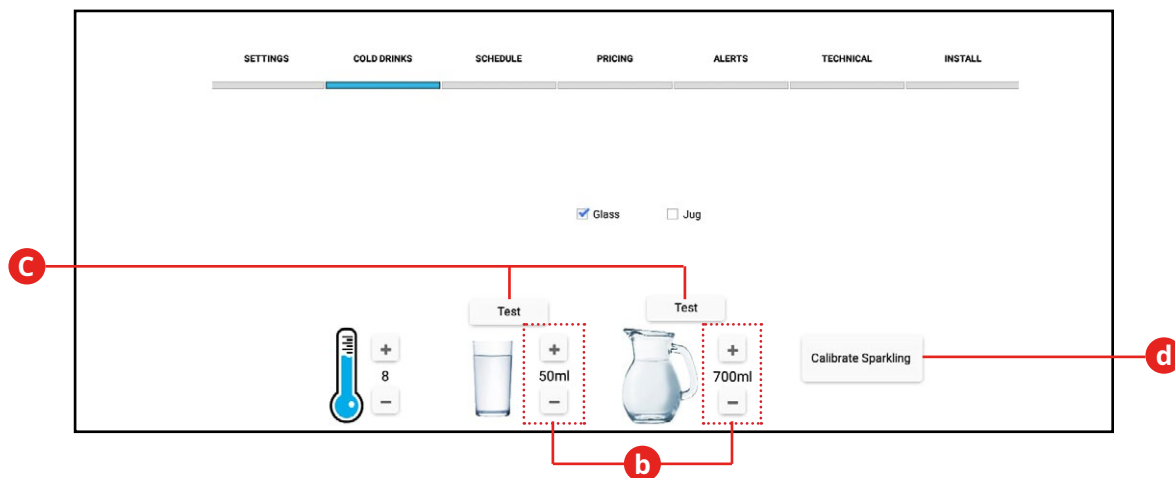 SETTINGS COLD DRINKS SCHEDULE PRICING ALERTS TECHNICAL INSTALL
Glass Jug
C
Test Test
8 50ml 700ml Calibrate Sparkling d
b